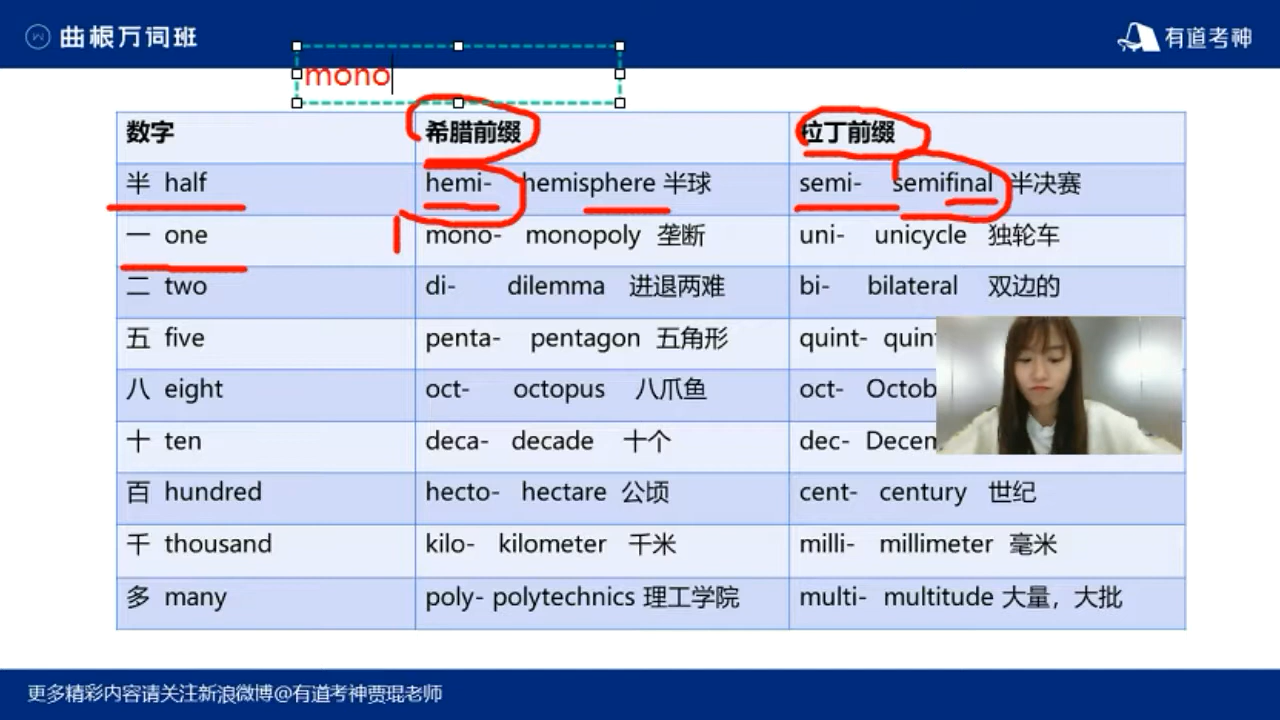 曲根万词班
有道考神
mono
数字 希腊前缀 拉丁前缀
半 half hemi- hemisphere 半球 semi- semifinal 半决赛
一 one mono- monopoly 垄断 uni- unicycle 独轮车
二 two di- dilemma 进退两难 bi- bilateral 双边的
五 five penta- pentagon 五角形 quint-
八 eight oct- octopus 八爪鱼 oct- Octob
十 ten deca- decade 十个 dec- Decem
百 hundred hecto- hectare 公顷 cent- century 世纪
千 thousand kilo- kilometer 千米 milli- millimeter 毫米
多 many poly- polytechnics 理工学院 multi- multitude 大量，大批
更多精彩内容请关注新浪微博@有道考神贾琨老师